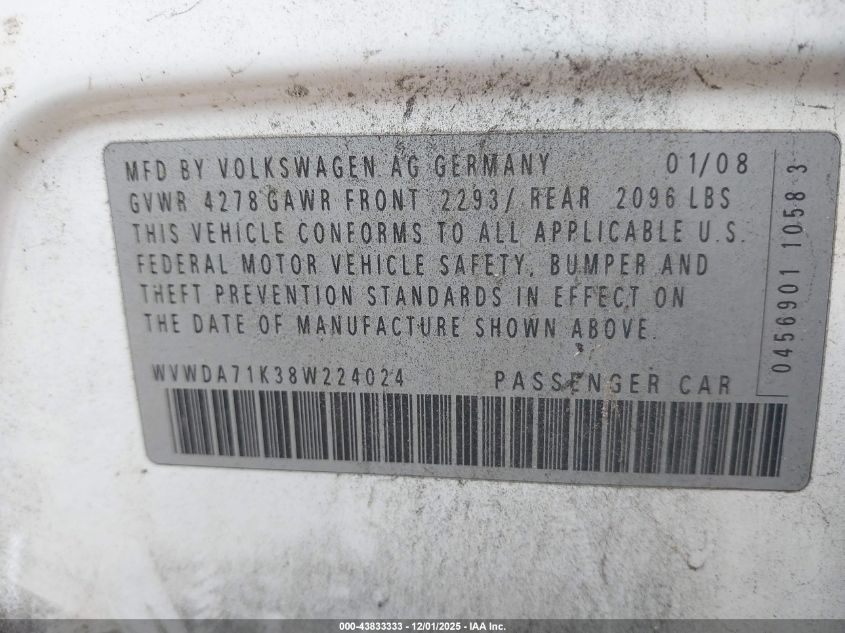 MFD BY VOLKSWAGEN AG GERMANY 01/08
GVWR 4278 GAWR FRONT 2293/ REAR 2096 LBS
THIS VEHICLE CONFORMS TO ALL APPLICABLE U.S.
FEDERAL MOTOR VEHICLE SAFETY, BUMPER AND
THEFT PREVENTION STANDARDS IN EFFECT ON
THE DATE OF MANUFACTURE SHOWN ABOVE.
WVWDA71K38W224024 PASSENGER CAR
0456901 1058 3
000-43833333 - 12/01/2025 - IAA Inc.